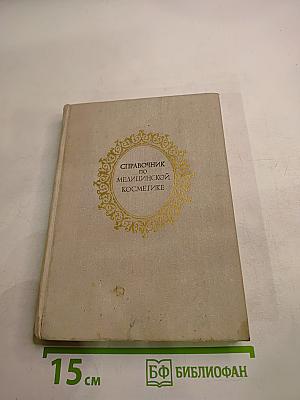 СПРАВОЧНИК
ПО
МЕДИЦИНСКОЙ
КОСМЕТИКЕ
15 см
БФ БИБЛИОФАН